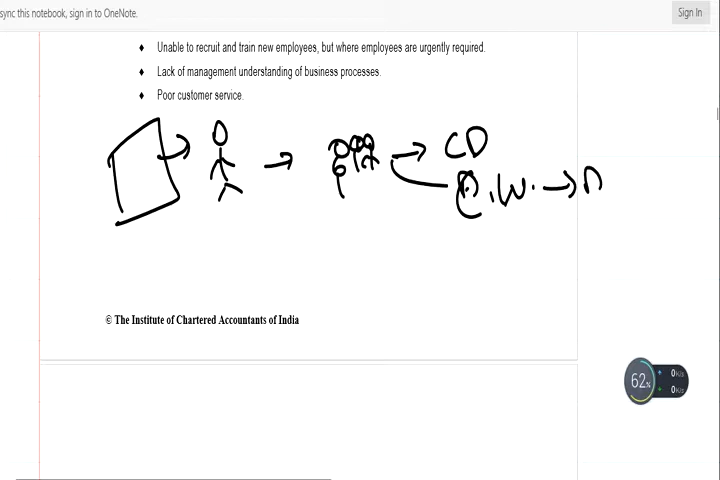 sync this notebook, sign in to OneNote.
Sign In
♦ Unable to recruit and train new employees, but where employees are urgently required.
♦ Lack of management understanding of business processes.
♦ Poor customer service.
CD
.W.
© The Institute of Chartered Accountants of India
62%
+ 0K/s
+ 0K/s